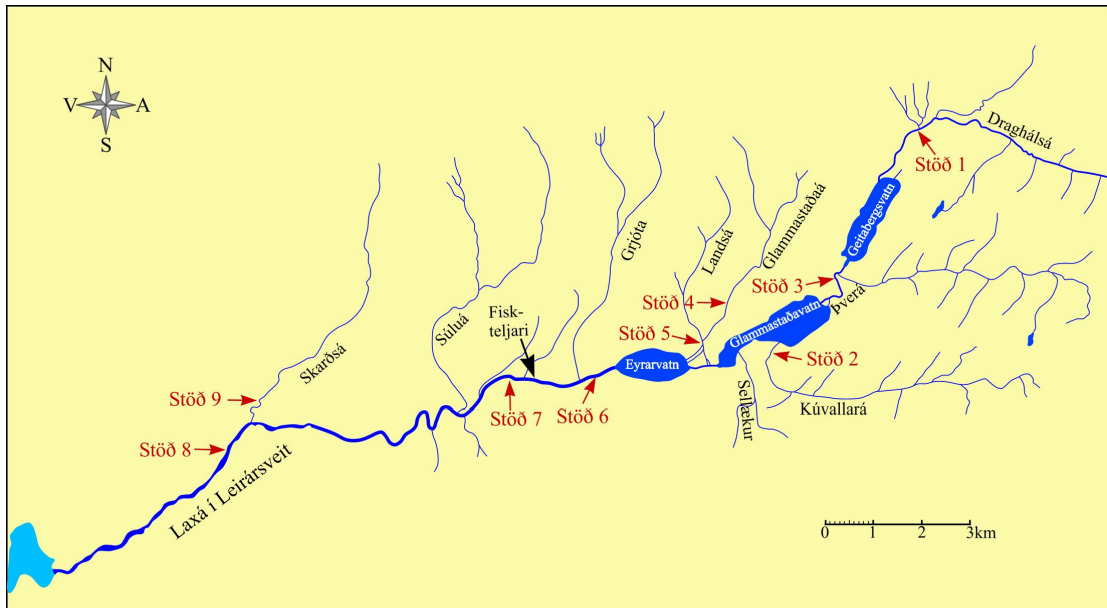 N
V A
S
Draghálsá
Stöð 1
Geitabergsvatn
Glammastaðaá
Landsá
Grjóta
Stöð 3
Þverá
Stöð 4
Glammastaðavatn
Súluá
Fisk-
teljari
Stöð 5
Stöð 2
Skarðsá
Eyrarvatn
Sellækur
Kúvallará
Stöð 9
Stöð 7
Stöð 6
Stöð 8
Laxá í Leirársveit
0 1 2 3km